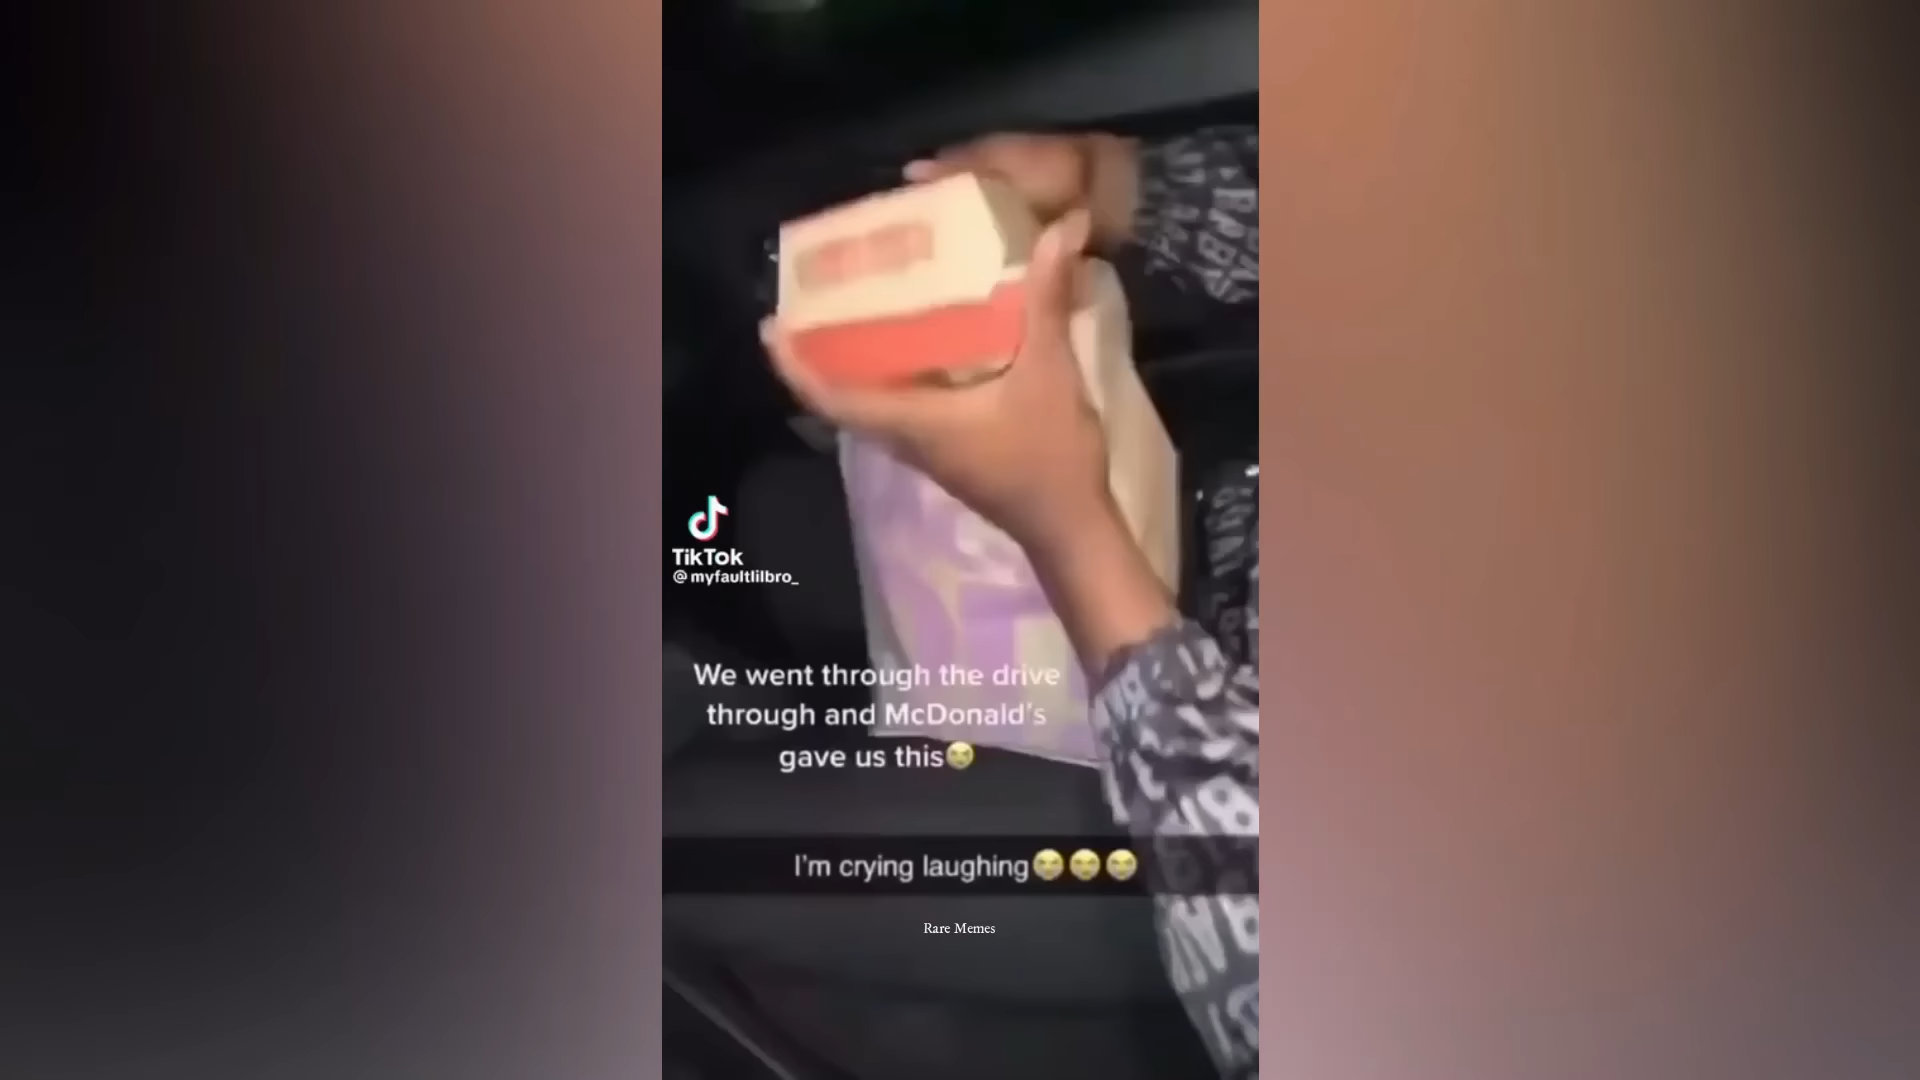 TikTok
@myfaultlilbro_
We went through the drive
through and McDonald's
gave us this😭
I'm crying laughing😭😭😭
Rare Memes